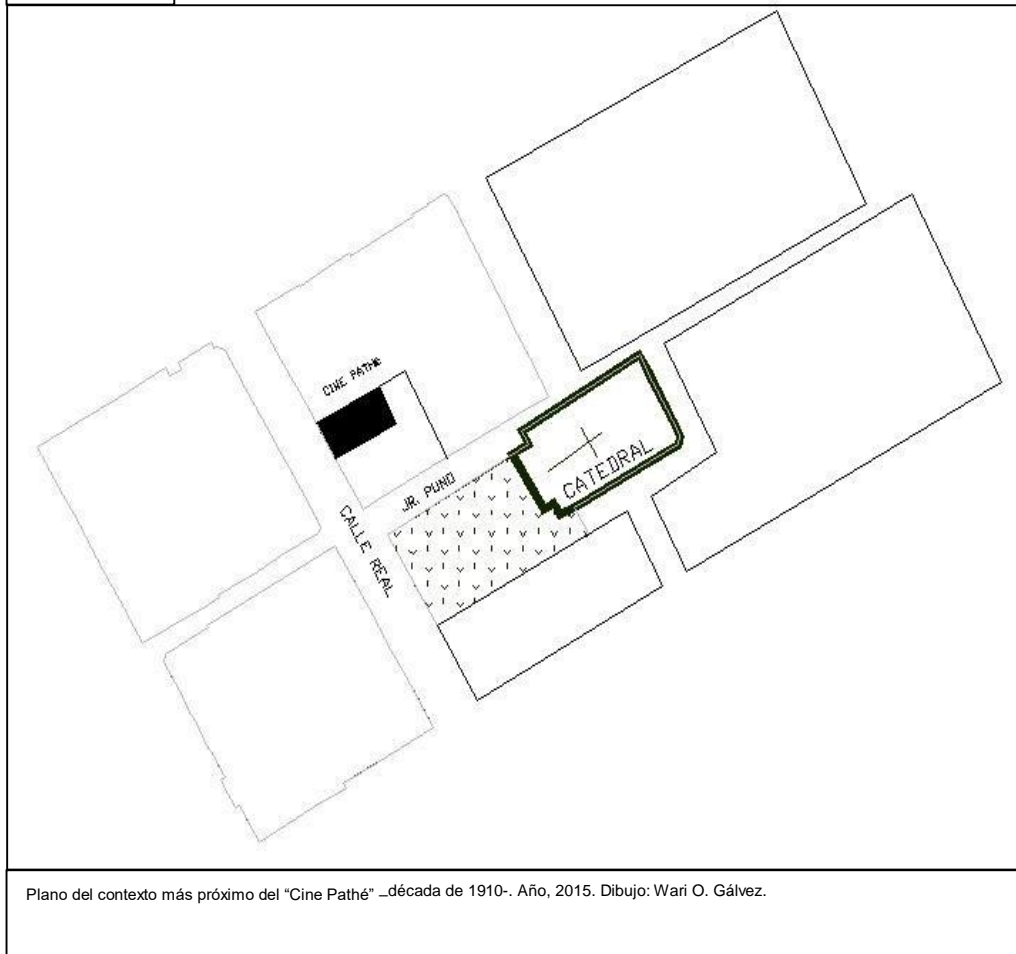 CINE PATHE
JR. PUNO
CATEDRAL
CALLE REAL
Plano del contexto más próximo del “Cine Pathé” –década de 1910-. Año, 2015. Dibujo: Wari O. Gálvez.